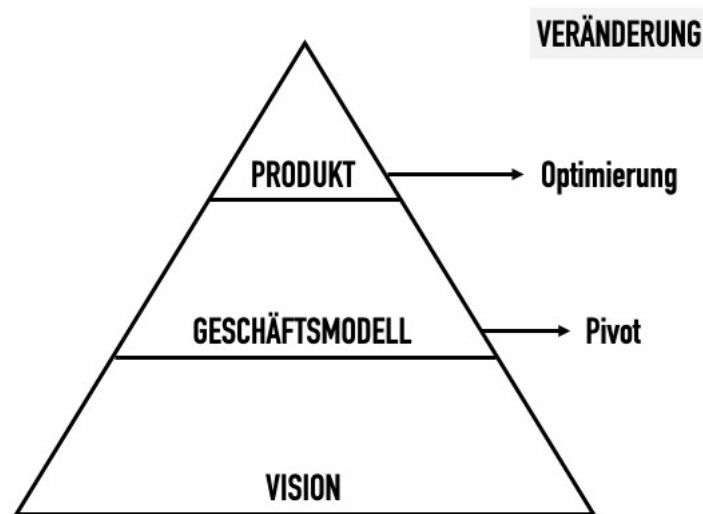 VERÄNDERUNG
PRODUKT
Optimierung
GESCHÄFTSMODELL
Pivot
VISION